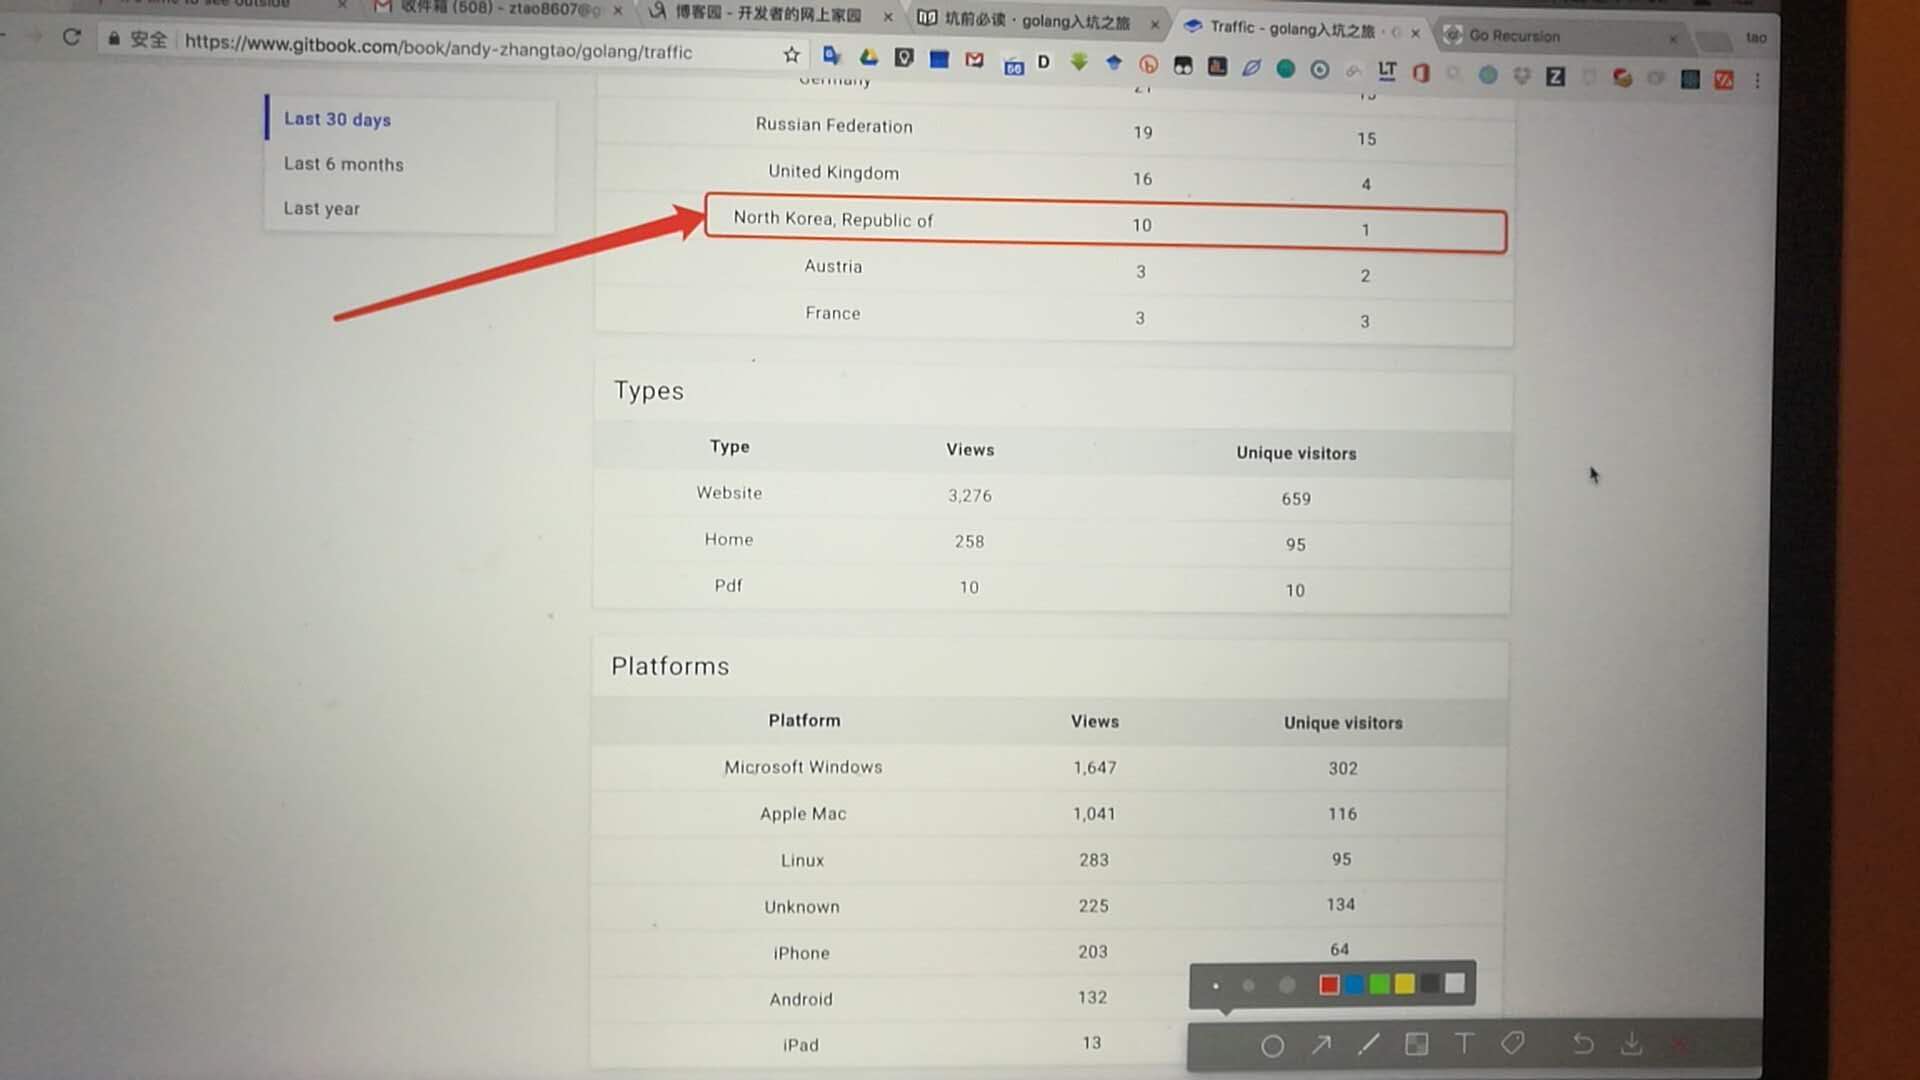 收件箱 (508) - ztao8607@g
博客园 - 开发者的网上家园
坑前必读 · golang入坑之旅
Traffic - golang入坑之旅 ·
Go Recursion
tao
安全
https://www.gitbook.com/book/andy-zhangtao/golang/traffic
Last 30 days
Last 6 months
Last year
Germany 21
Russian Federation 19 15
United Kingdom 16 4
North Korea, Republic of 10 1
Austria 3 2
France 3 3
Types
Type Views Unique visitors
Website 3,276 659
Home 258 95
Pdf 10 10
Platforms
Platform Views Unique visitors
Microsoft Windows 1,647 302
Apple Mac 1,041 116
Linux 283 95
Unknown 225 134
iPhone 203 64
Android 132
iPad 13